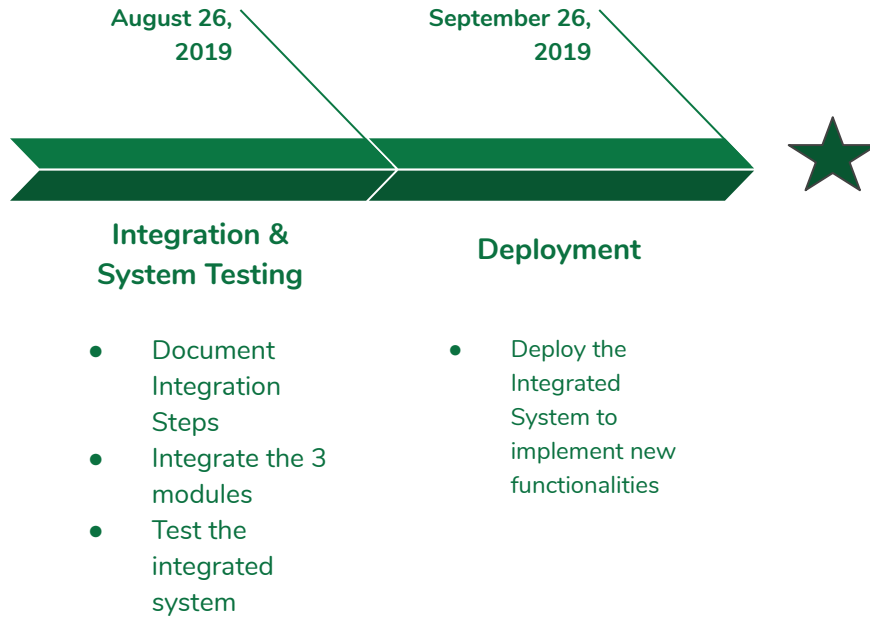 August 26,
2019
September 26,
2019
Integration &
System Testing
● Document
Integration
Steps
● Integrate the 3
modules
● Test the
integrated
system
Deployment
● Deploy the
Integrated
System to
implement new
functionalities